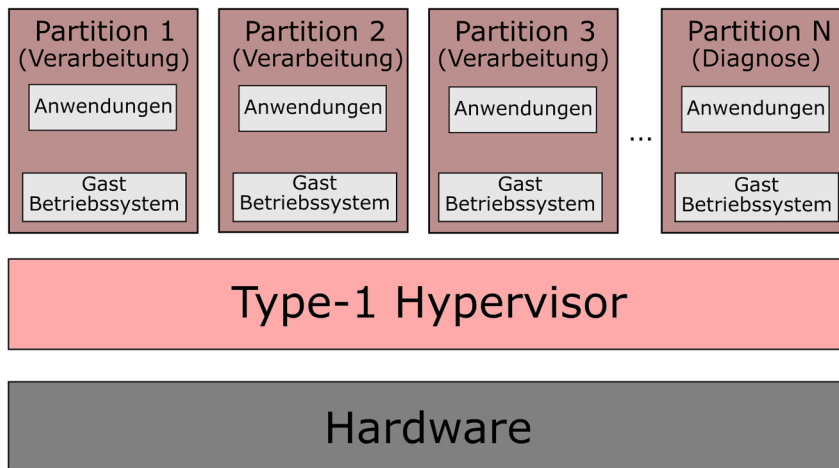 Partition 1
(Verarbeitung)
Anwendungen
Gast
Betriebssystem
Partition 2
(Verarbeitung)
Anwendungen
Gast
Betriebssystem
Partition 3
(Verarbeitung)
Anwendungen
Gast
Betriebssystem
...
Partition N
(Diagnose)
Anwendungen
Gast
Betriebssystem
Type-1 Hypervisor
Hardware